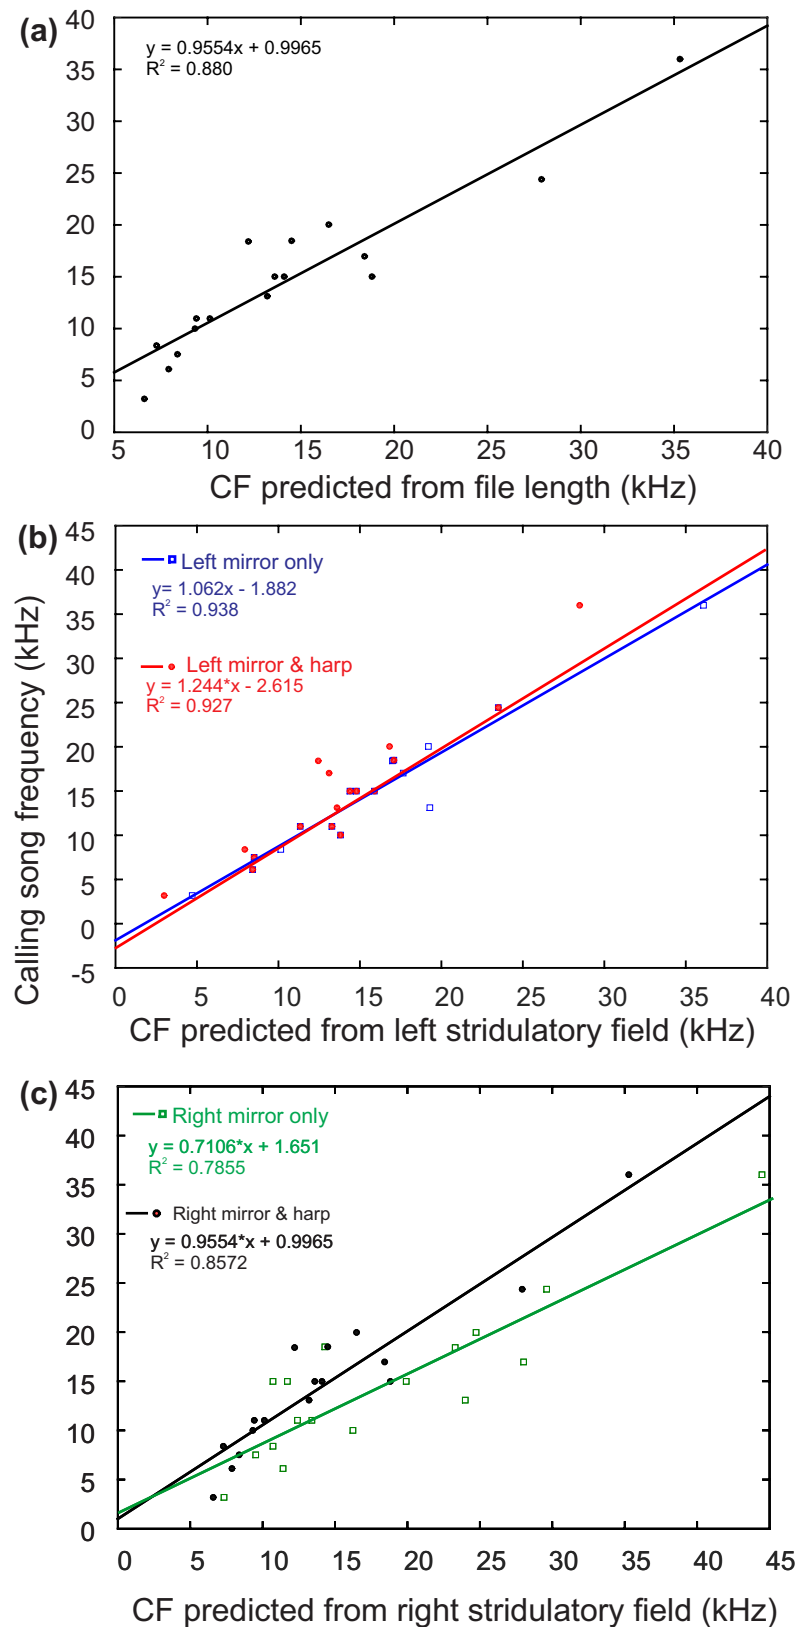 (a)
y = 0.9554x + 0.9965
R² = 0.880
40
35
30
25
20
15
10
5
0
5 10 15 20 25 30 35 40
CF predicted from file length (kHz)
(b)
Left mirror only
y= 1.062x - 1.882
R² = 0.938
Left mirror & harp
y = 1.244*x - 2.615
R² = 0.927
45
40
35
30
25
20
15
10
5
0
-5
0 5 10 15 20 25 30 35 40
CF predicted from left stridulatory field (kHz)
Calling song frequency (kHz)
(c)
Right mirror only
y = 0.7106*x + 1.651
R² = 0.7855
Right mirror & harp
y = 0.9554*x + 0.9965
R² = 0.8572
45
40
35
30
25
20
15
10
5
0
0 5 10 15 20 25 30 35 40 45
CF predicted from right stridulatory field (kHz)